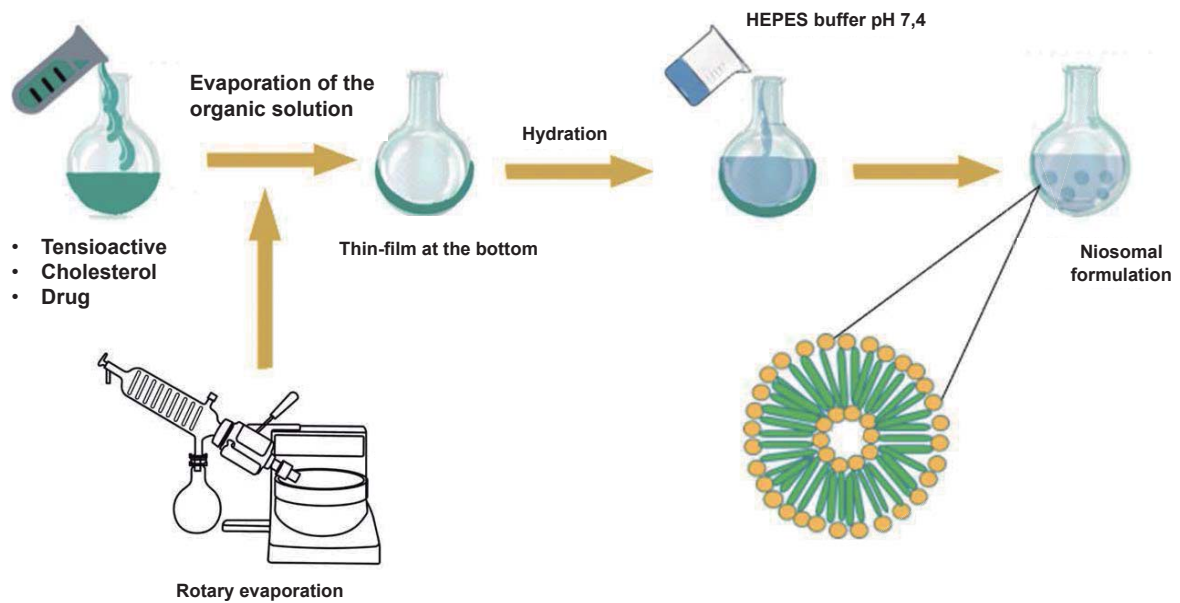 HEPES buffer pH 7,4
Evaporation of the
organic solution
Hydration
• Tensioactive
• Cholesterol
• Drug
Thin-film at the bottom
Niosomal
formulation
Rotary evaporation